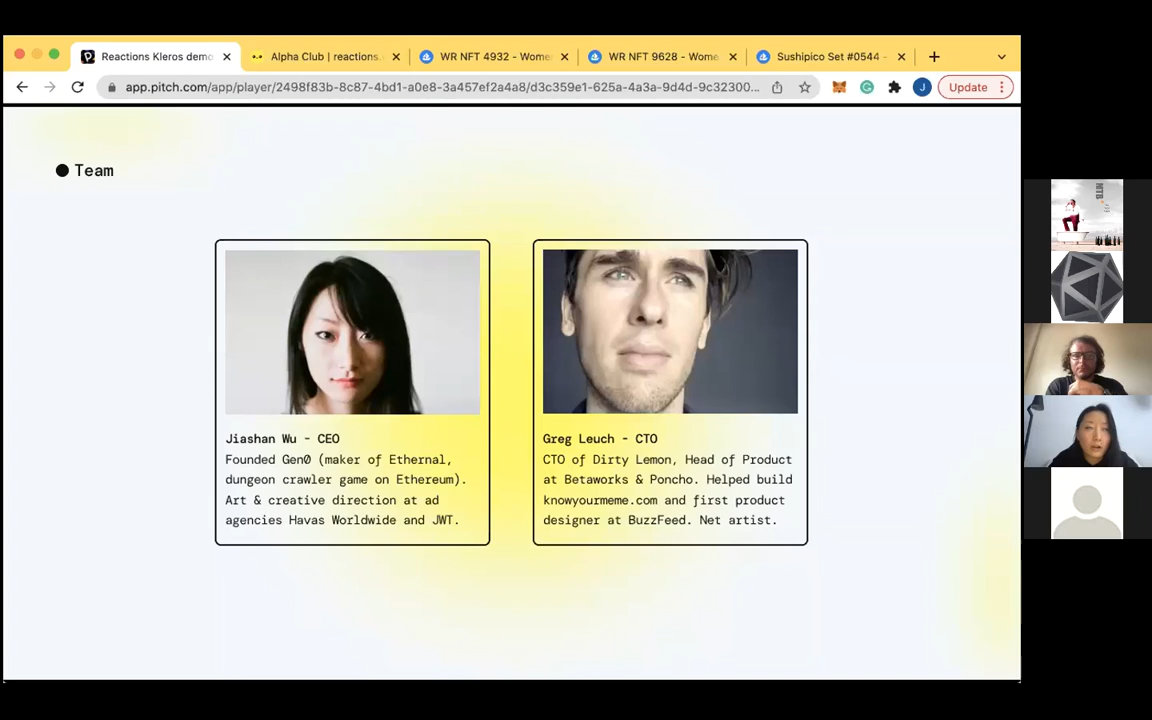 Reactions Kleros demo
Alpha Club | reactions.
WR NFT 4932 - Wome
WR NFT 9628 - Wome
Sushipico Set #0544 -
app.pitch.com/app/player/2498f83b-8c87-4bd1-a0e8-3a457ef2a4a8/d3c359e1-625a-4a3a-9d4d-9c32300...
J
Update
Team
Jiashan Wu - CEO
Founded Gen0 (maker of Ethernal,
dungeon crawler game on Ethereum).
Art & creative direction at ad
agencies Havas Worldwide and JWT.
Greg Leuch - CTO
CTO of Dirty Lemon, Head of Product
at Betaworks & Poncho. Helped build
knowyourmeme.com and first product
designer at BuzzFeed. Net artist.